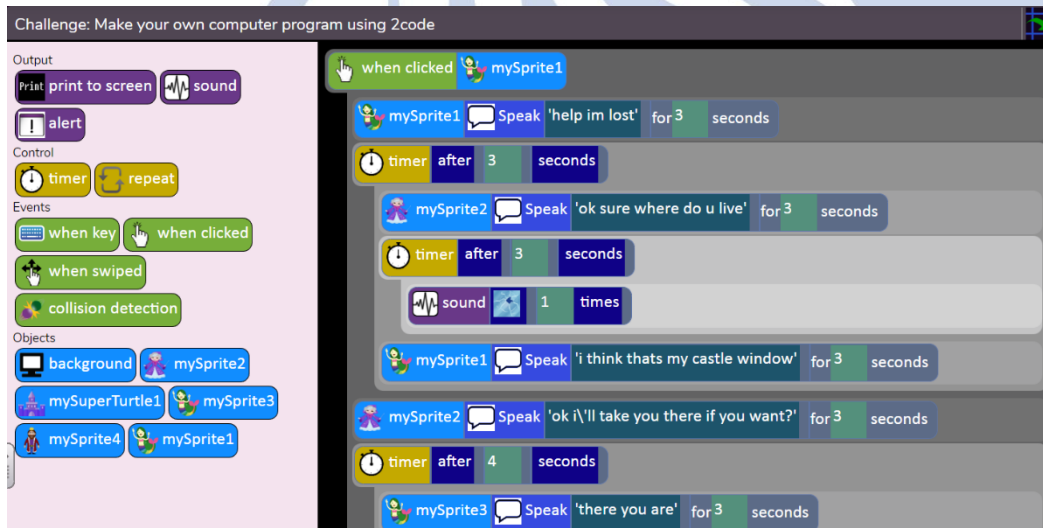 Challenge: Make your own computer program using 2code
Output
Print print to screen sound
! alert
Control
timer repeat
Events
when key when clicked
when swiped
collision detection
Objects
background mySprite2
mySuperTurtle1 mySprite3
mySprite4 mySprite1
when clicked mySprite1
mySprite1 Speak 'help im lost' for 3 seconds
timer after 3 seconds
mySprite2 Speak 'ok sure where do u live' for 3 seconds
timer after 3 seconds
sound 1 times
mySprite1 Speak 'i think thats my castle window' for 3 seconds
mySprite2 Speak 'ok i\'ll take you there if you want?' for 3 seconds
timer after 4 seconds
mySprite3 Speak 'there you are' for 3 seconds